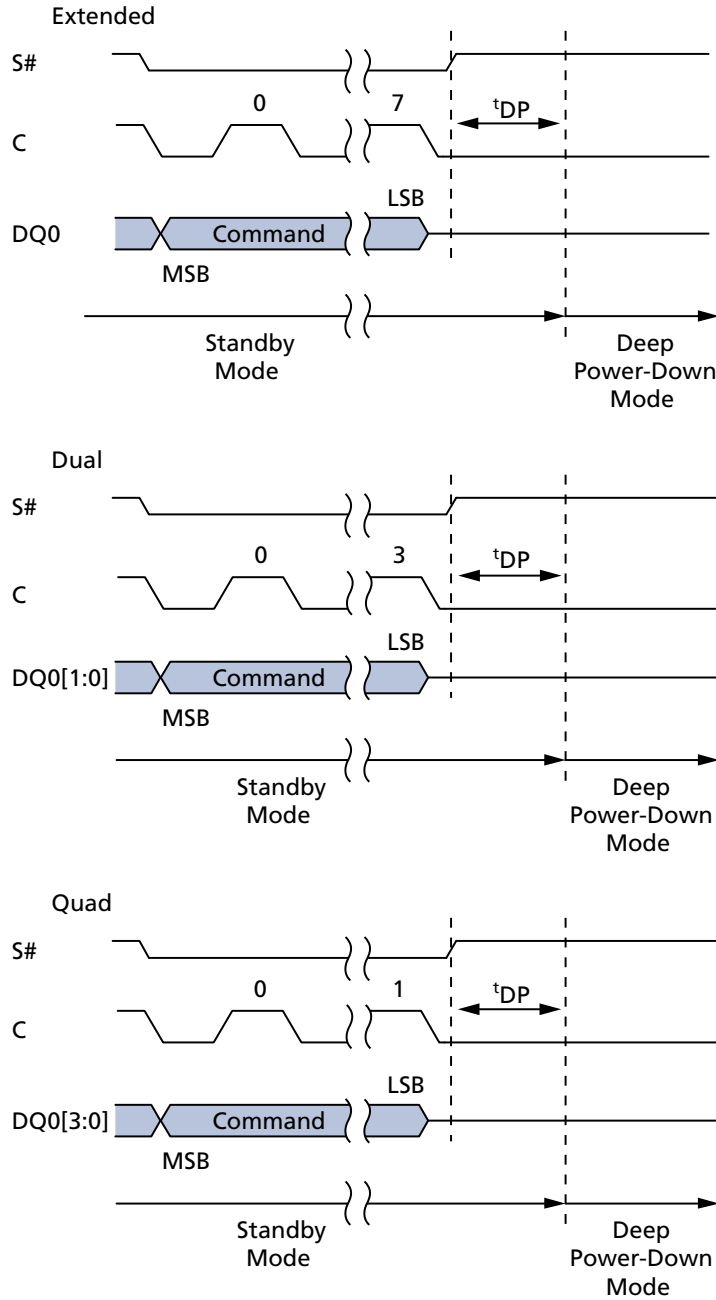 Extended
S#
0 7
tDP
C
LSB
DQ0
Command
MSB
Standby
Mode
Deep
Power-Down
Mode
Dual
S#
0 3
tDP
C
LSB
DQ0[1:0]
Command
MSB
Standby
Mode
Deep
Power-Down
Mode
Quad
S#
0 1
tDP
C
LSB
DQ0[3:0]
Command
MSB
Standby
Mode
Deep
Power-Down
Mode